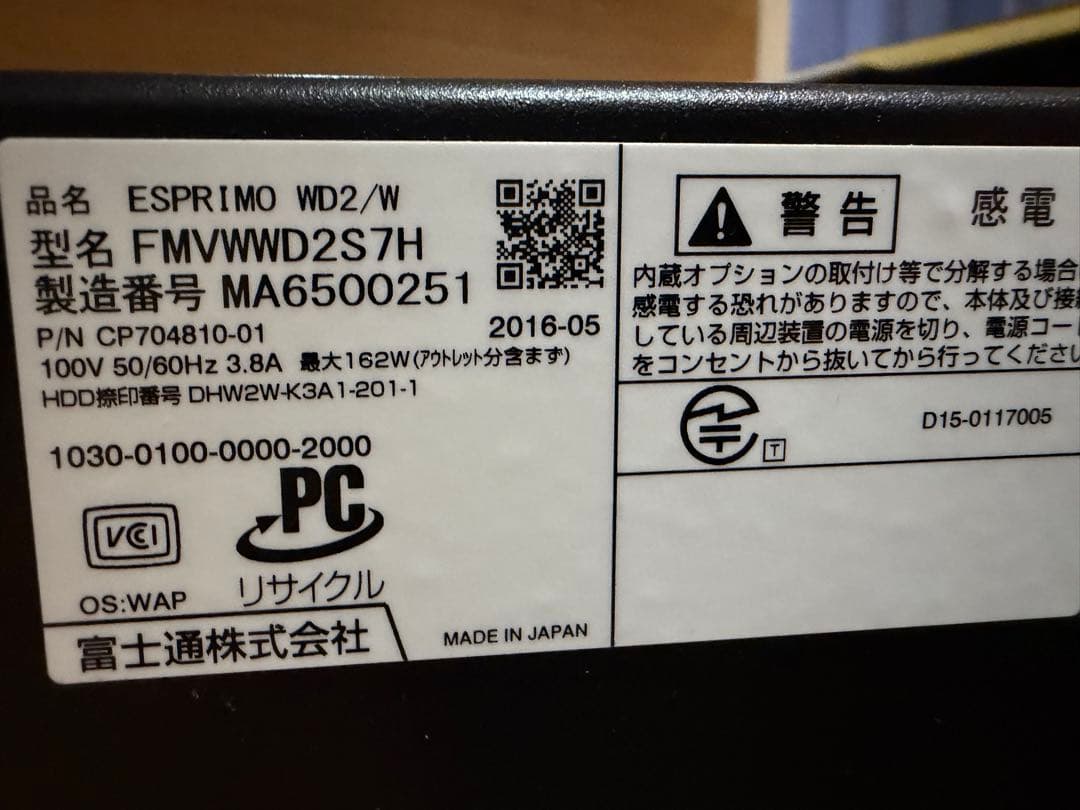 品名 ESPRIMO WD2/W
型名 FMVWWD2S7H
製造番号 MA6500251
P/N CP704810-01
2016-05
100V 50/60Hz 3.8A 最大162W(アウトレット分含まず)
HDD捺印番号 DHW2W-K3A1-201-1
1030-0100-0000-2000
VCCI
PC
リサイクル
OS:WAP
富士通株式会社
MADE IN JAPAN
警告
感電
内蔵オプションの取付け等で分解する場合
感電する恐れがありますので、本体及び接続
している周辺装置の電源を切り、電源コード
をコンセントから抜いてから行ってください
T
D15-0117005